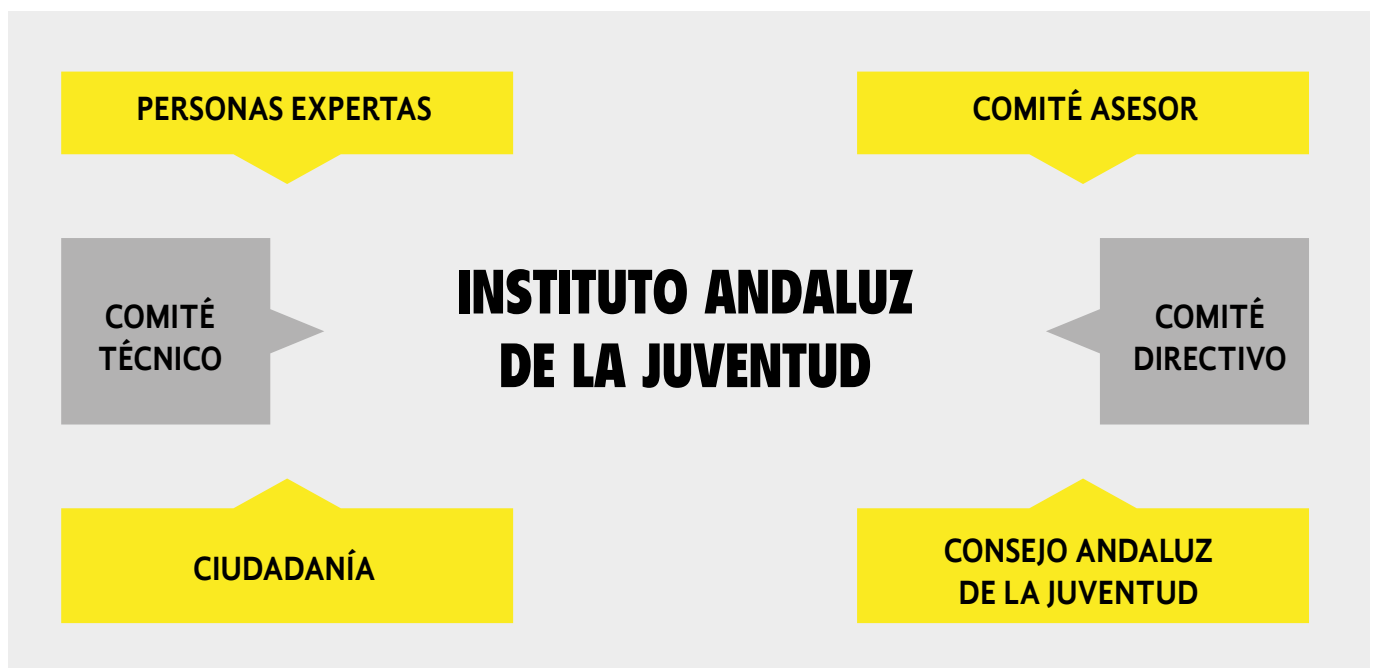 PERSONAS EXPERTAS
COMITÉ ASESOR
COMITÉ
TÉCNICO
INSTITUTO ANDALUZ
DE LA JUVENTUD
COMITÉ
DIRECTIVO
CIUDADANÍA
CONSEJO ANDALUZ
DE LA JUVENTUD